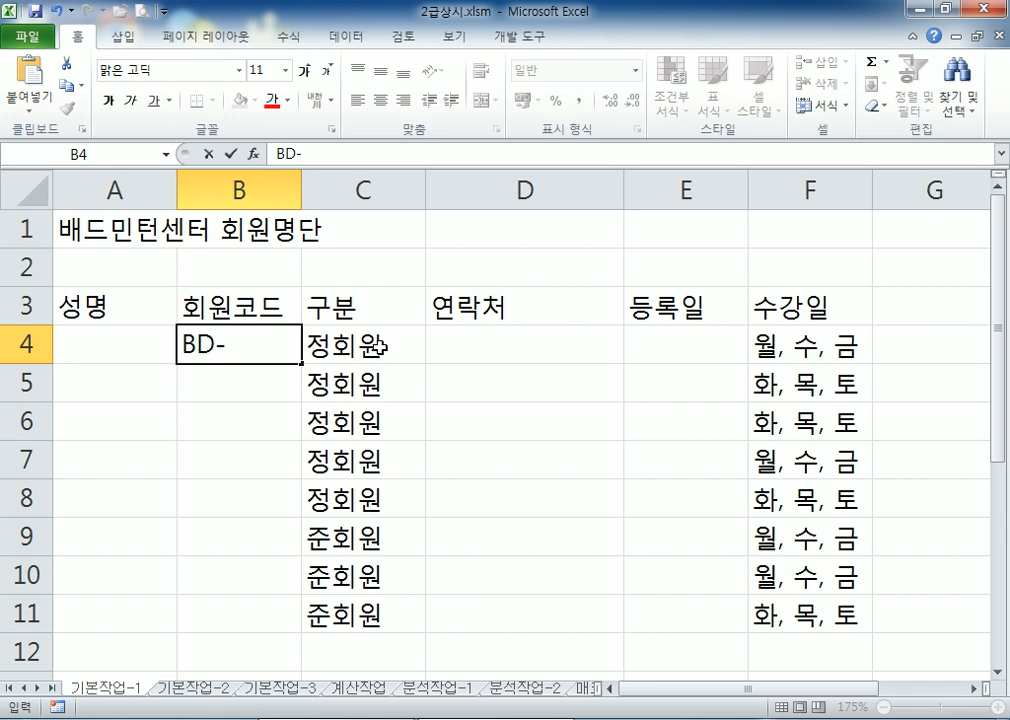 2급상시.xlsm - Microsoft Excel
파일 홈 삽입 페이지 레이아웃 수식 데이터 검토 보기 개발 도구
맑은 고딕 11 일반
붙여넣기 가 가 가 가 가 조건부 서식 표 서식 셀 스타일 삽입 삭제 서식 정렬 및 필터 찾기 및 선택
클립보드 글꼴 맞춤 표시 형식 스타일 셀 편집
B4 fx BD-
A B C D E F G
1 배드민턴센터 회원명단
2
3 성명 회원코드 구분 연락처 등록일 수강일
4 BD- 정회원 월, 수, 금
5 정회원 화, 목, 토
6 정회원 화, 목, 토
7 정회원 월, 수, 금
8 정회원 화, 목, 토
9 준회원 월, 수, 금
10 준회원 월, 수, 금
11 준회원 화, 목, 토
12
기본작업-1 기본작업-2 기본작업-3 계산작업 분석작업-1 분석작업-2
입력 175%